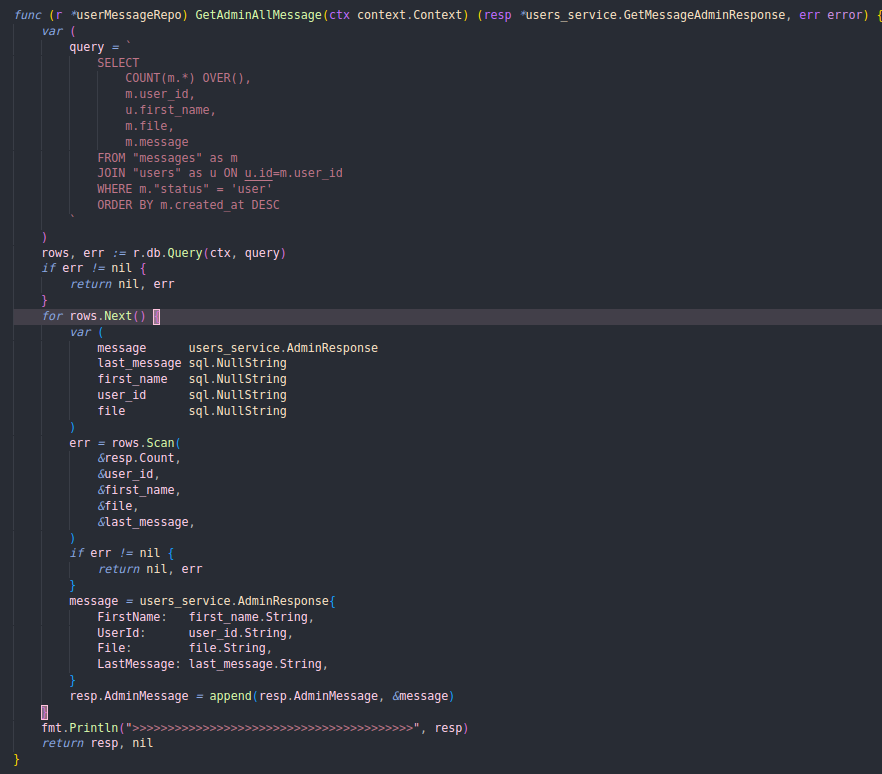 func (r *userMessageRepo) GetAdminAllMessage(ctx context.Context) (resp *users_service.GetMessageAdminResponse, err error) {
    var (
        query = `
            SELECT
                COUNT(m.*) OVER(),
                m.user_id,
                u.first_name,
                m.file,
                m.message
            FROM "messages" as m
            JOIN "users" as u ON u.id=m.user_id
            WHERE m."status" = 'user'
            ORDER BY m.created_at DESC
        `
    )
    rows, err := r.db.Query(ctx, query)
    if err != nil {
        return nil, err
    }
    for rows.Next() {
        var (
            message      users_service.AdminResponse
            last_message sql.NullString
            first_name   sql.NullString
            user_id      sql.NullString
            file         sql.NullString
        )
        err = rows.Scan(
            &resp.Count,
            &user_id,
            &first_name,
            &file,
            &last_message,
        )
        if err != nil {
            return nil, err
        }
        message = users_service.AdminResponse{
            FirstName:   first_name.String,
            UserId:      user_id.String,
            File:        file.String,
            LastMessage: last_message.String,
        }
        resp.AdminMessage = append(resp.AdminMessage, &message)
    }
    fmt.Println(">>>>>>>>>>>>>>>>>>>>>>>>>>>>>>>>>>>>>>>>", resp)
    return resp, nil
}